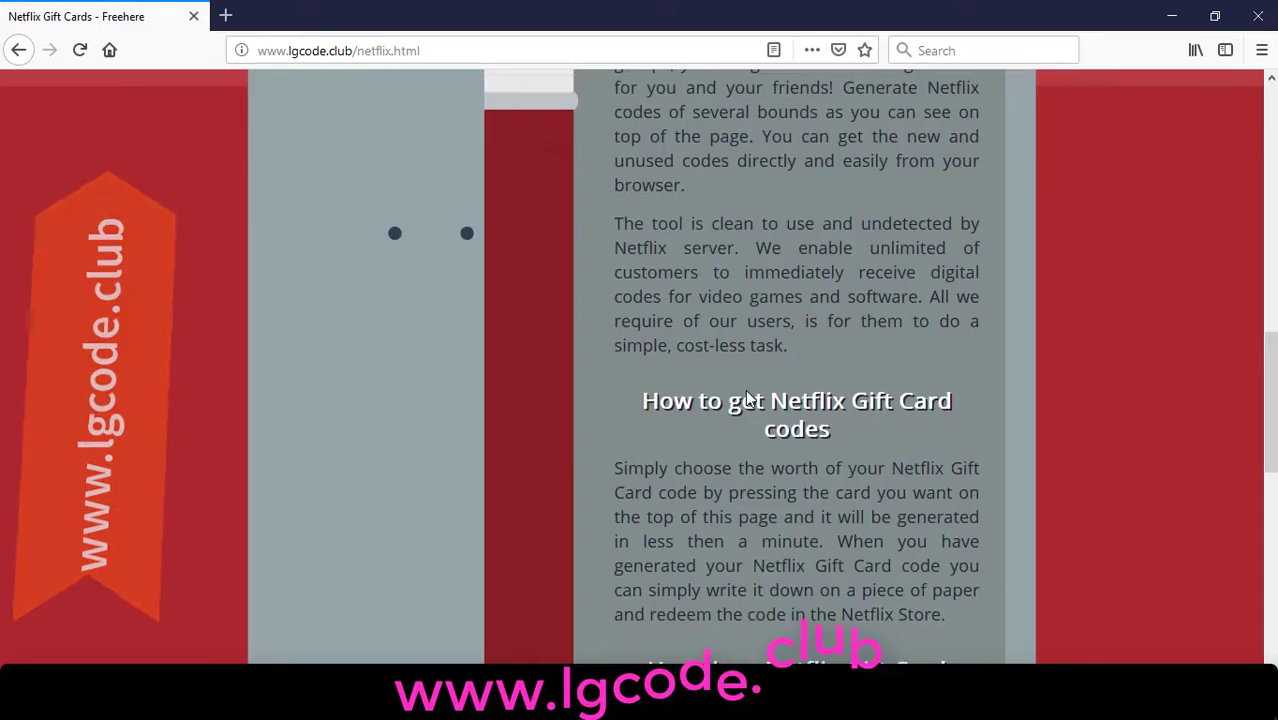 Netflix Gift Cards - Freehere
www.lgcode.club/netflix.html
Search
for you and your friends! Generate Netflix
codes of several bounds as you can see on
top of the page. You can get the new and
unused codes directly and easily from your
browser.
The tool is clean to use and undetected by
Netflix server. We enable unlimited of
customers to immediately receive digital
codes for video games and software. All we
require of our users, is for them to do a
simple, cost-less task.
How to get Netflix Gift Card
codes
Simply choose the worth of your Netflix Gift
Card code by pressing the card you want on
the top of this page and it will be generated
in less then a minute. When you have
generated your Netflix Gift Card code you
can simply write it down on a piece of paper
and redeem the code in the Netflix Store.
www.lgcode.club
www.lgcode.club